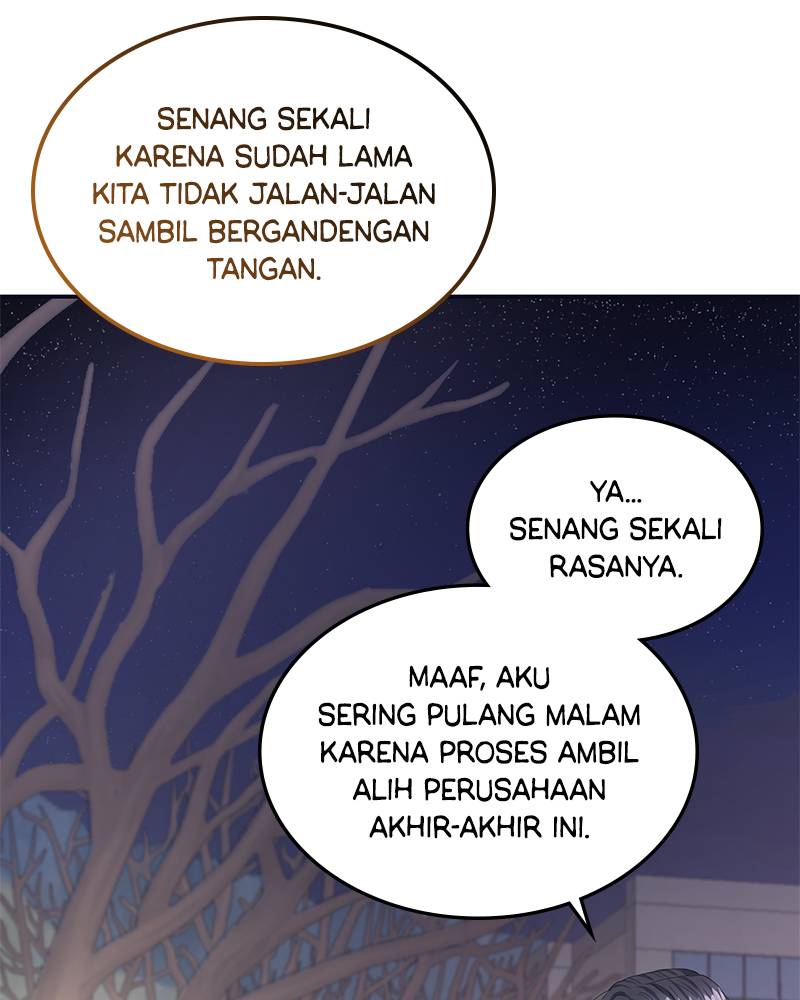 SENANG SEKALI
KARENA SUDAH LAMA
KITA TIDAK JALAN-JALAN
SAMBIL BERGANDENGAN
TANGAN.
YA...
SENANG SEKALI
RASANYA.
MAAF, AKU
SERING PULANG MALAM
KARENA PROSES AMBIL
ALIH PERUSAHAAN
AKHIR-AKHIR INI.